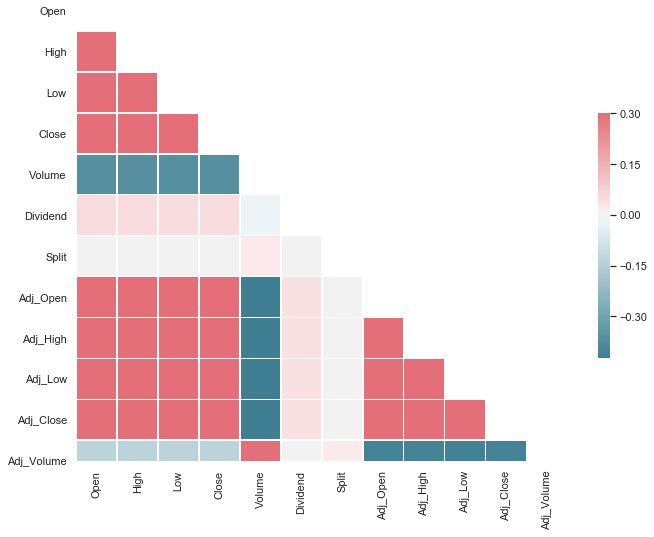 Open
High
Low
Close
Volume
Dividend
Split
Adj_Open
Adj_High
Adj_Low
Adj_Close
Adj_Volume
Open
High
Low
Close
Volume
Dividend
Split
Adj_Open
Adj_High
Adj_Low
Adj_Close
Adj_Volume
0.30
0.15
0.00
−0.15
−0.30